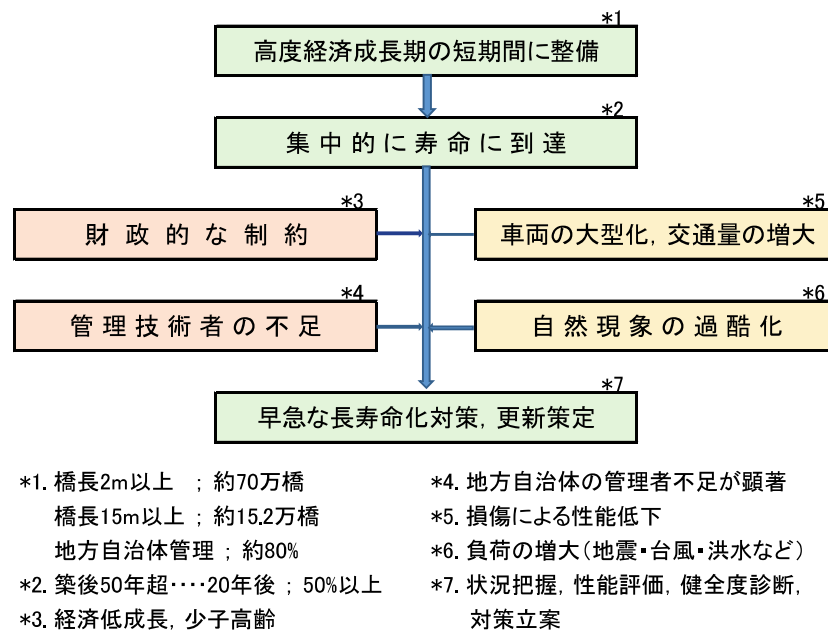 *1
高度経済成長期の短期間に整備
*2
集中的に寿命に到達
*3
財政的な制約
*5
車両の大型化，交通量の増大
*4
管理技術者の不足
*6
自然現象の過酷化
*7
早急な長寿命化対策，更新策定
*1. 橋長2m以上　；約70万橋
橋長15m以上；約15.2万橋
地方自治体管理；約80%
*2. 築後50年超････20年後；50%以上
*3. 経済低成長，少子高齢
*4. 地方自治体の管理者不足が顕著
*5. 損傷による性能低下
*6. 負荷の増大（地震・台風・洪水など）
*7. 状況把握，性能評価，健全度診断，
対策立案